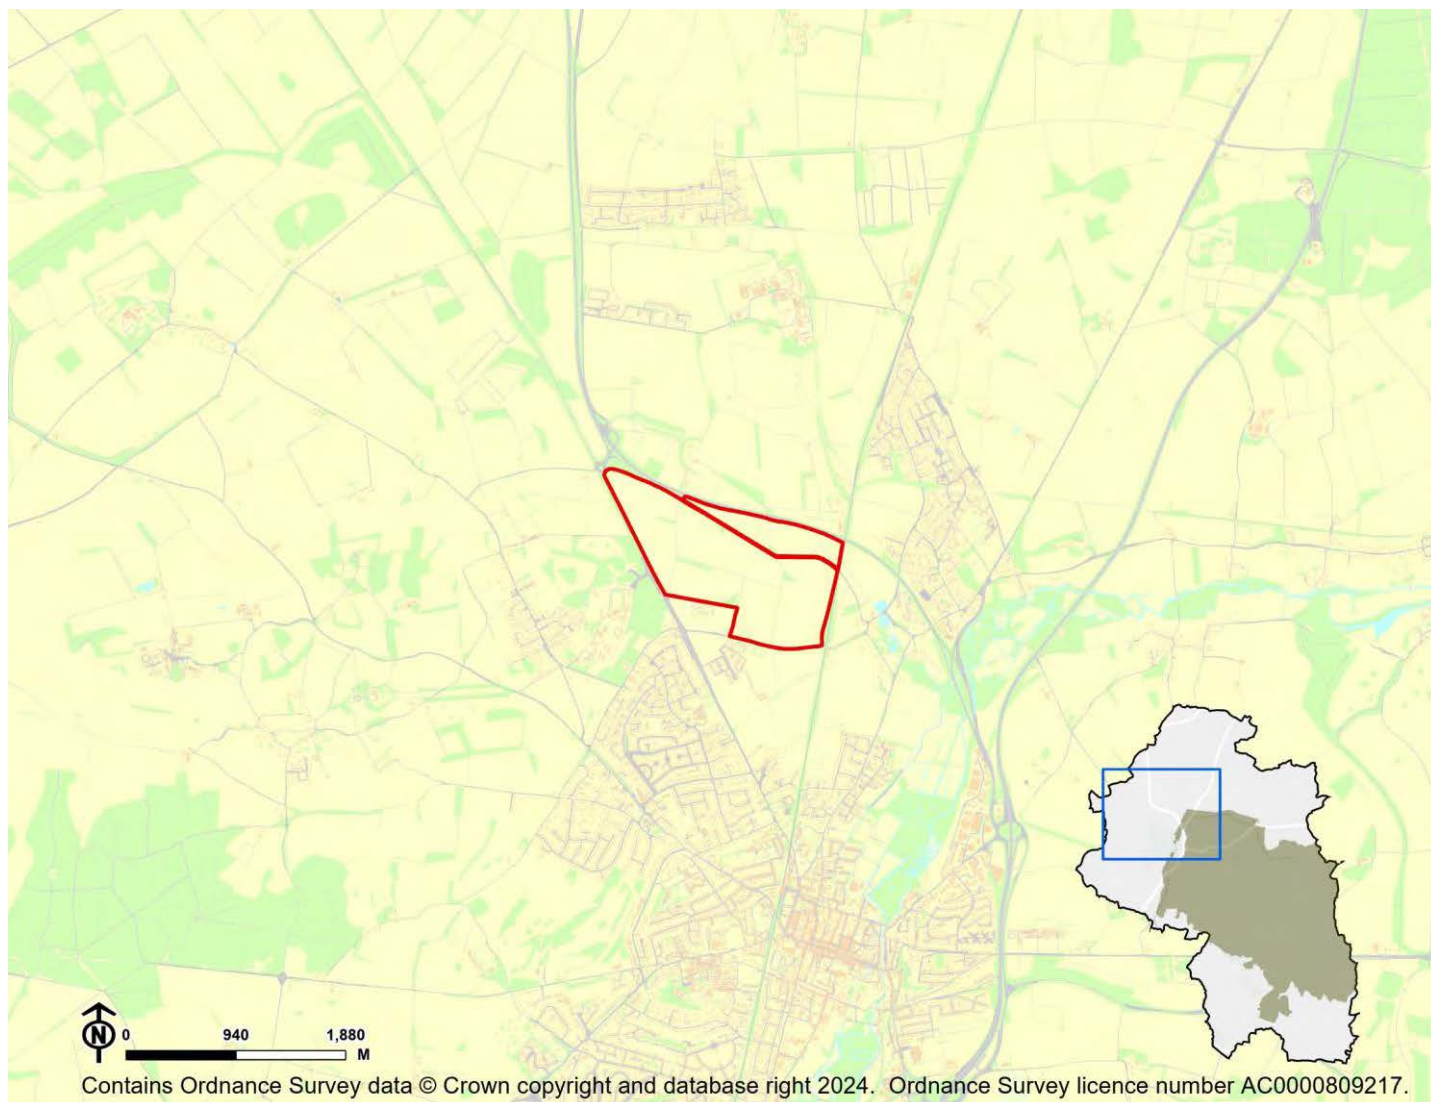 N
0 940 1,880
M
Contains Ordnance Survey data © Crown copyright and database right 2024. Ordnance Survey licence number AC0000809217.